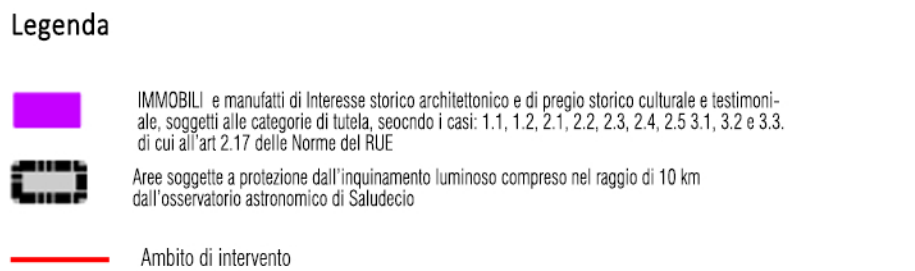 Legenda
IMMOBILI e manufatti di Interesse storico architettonico e di pregio storico culturale e testimoni-
ale, soggetti alle categorie di tutela, seocndo i casi: 1.1, 1.2, 2.1, 2.2, 2.3, 2.4, 2.5 3.1, 3.2 e 3.3.
di cui all'art 2.17 delle Norme del RUE
Aree soggette a protezione dall'inquinamento luminoso compreso nel raggio di 10 km
dall'osservatorio astronomico di Saludecio
Ambito di intervento